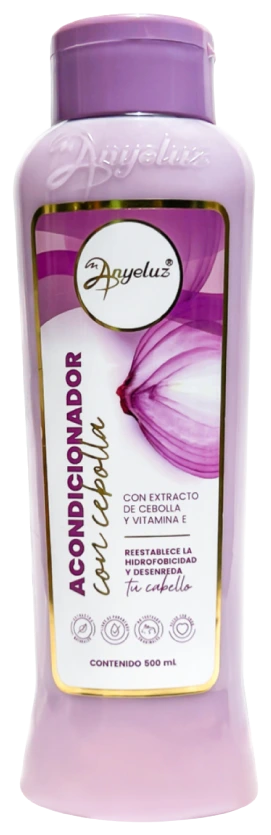 Anyeluz
Anyeluz®
ACONDICIONADOR
con cebolla
CON EXTRACTO
DE CEBOLLA
Y VITAMINA E
REESTABLECE LA
HIDROFOBICIDAD
Y DESENREDA
tu cabello
CONTENIDO 500 mL